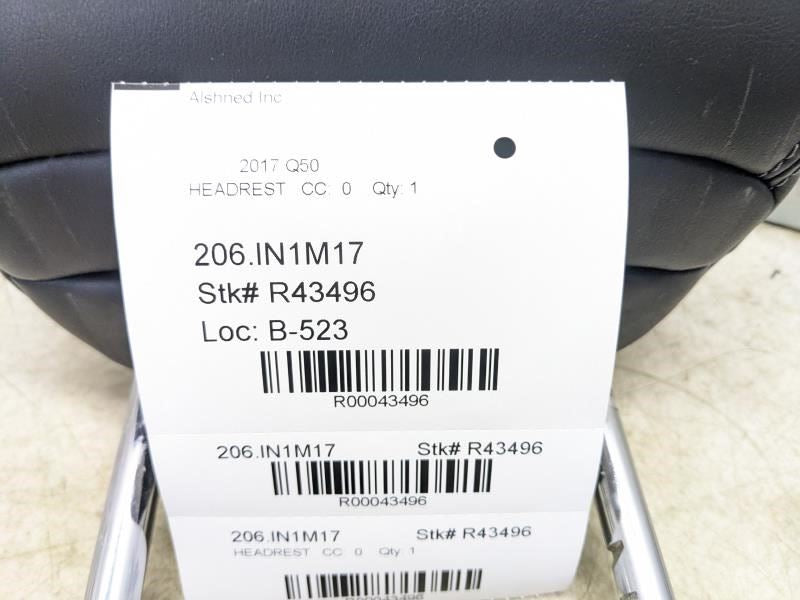 Alshned Inc
2017 Q50
HEADREST CC: 0 Qty: 1
206.IN1M17
Stk# R43496
Loc: B-523
R00043496
206.IN1M17 Stk# R43496
R00043496
206.IN1M17 Stk# R43496
HEADREST CC: 0 Qty: 1
R00043496